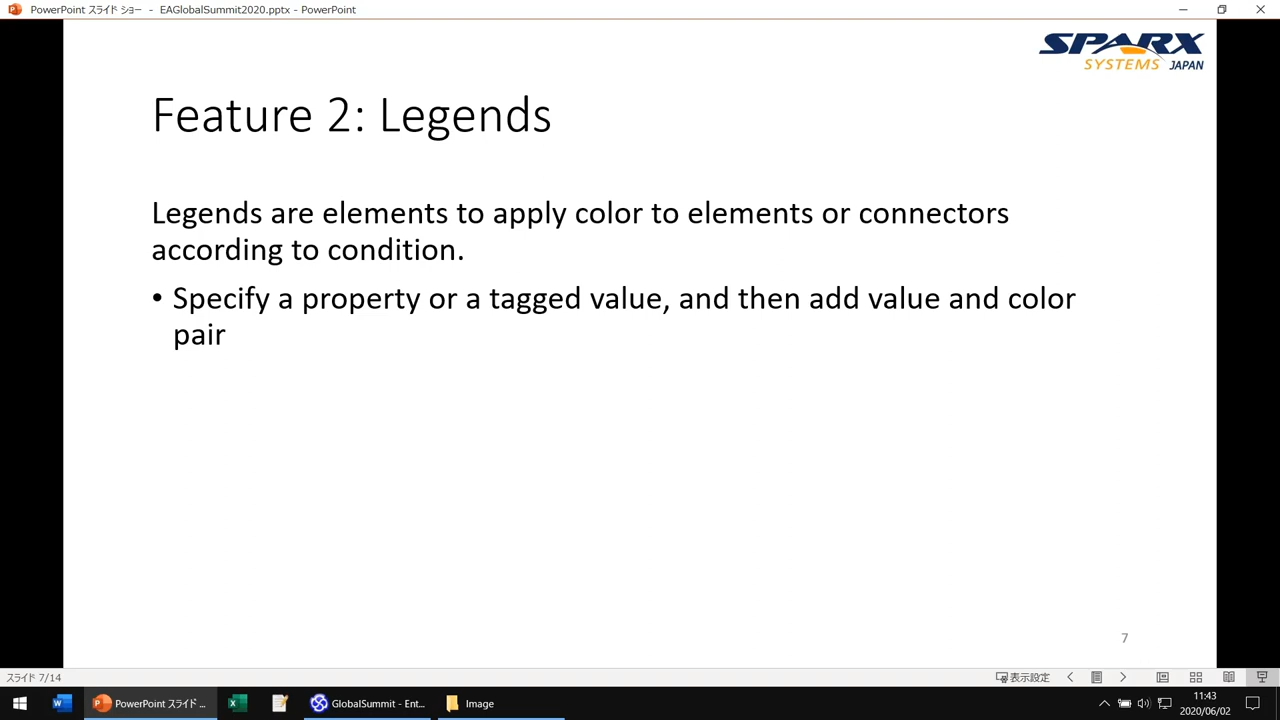 PowerPoint スライド ショー - EAGlobalSummit2020.pptx - PowerPoint
SPARX
SYSTEMS JAPAN
Feature 2: Legends
Legends are elements to apply color to elements or connectors
according to condition.
• Specify a property or a tagged value, and then add value and color
pair
7
スライド 7/14
表示設定
PowerPoint スライド ...
GlobalSummit - Ent...
Image
11:43
2020/06/02